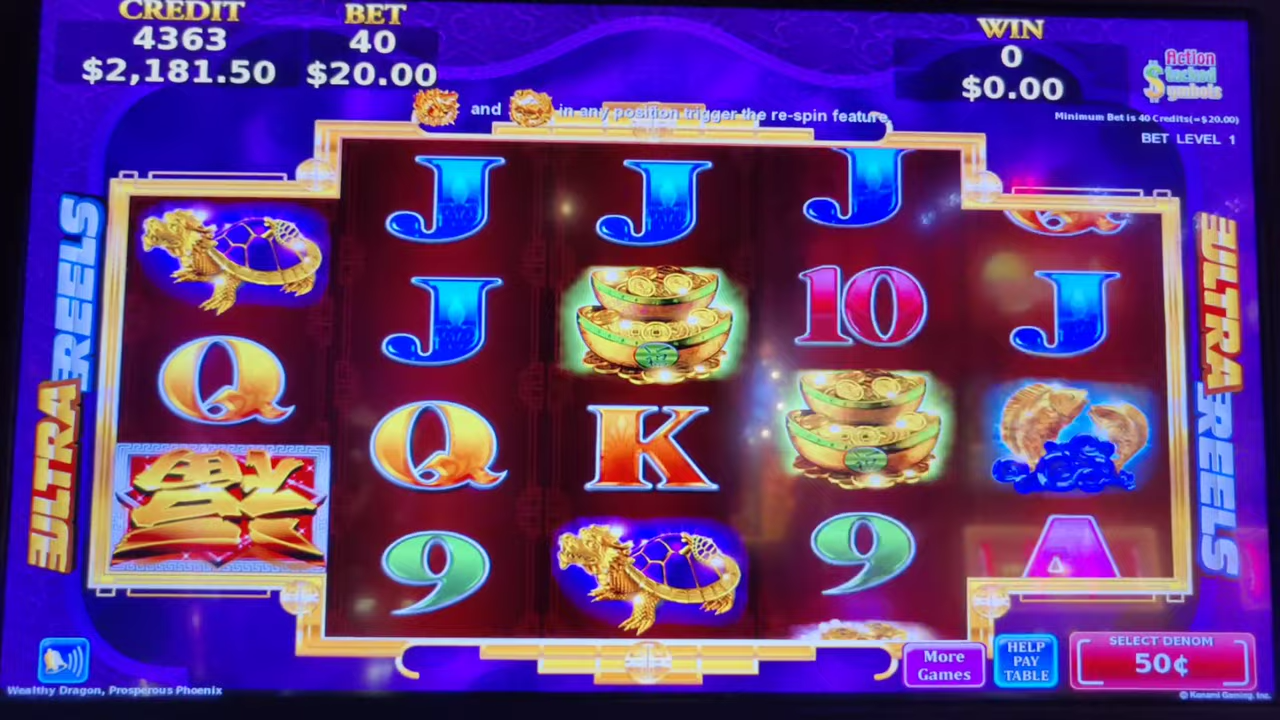 CREDIT
4363
$2,181.50
BET
40
$20.00
WIN
0
$0.00
Action
$tacked
Symbols
and in any position trigger the re-spin feature.
Minimum Bet is 40 Credits(=$20.00)
BET LEVEL 1
ULTRA REELS
ULTRA REELS
J J J
Q J 10 J
Q K
9 9 A
More
Games
HELP
PAY
TABLE
SELECT DENOM
50¢
Wealthy Dragon, Prosperous Phoenix
© Konami Gaming, Inc.